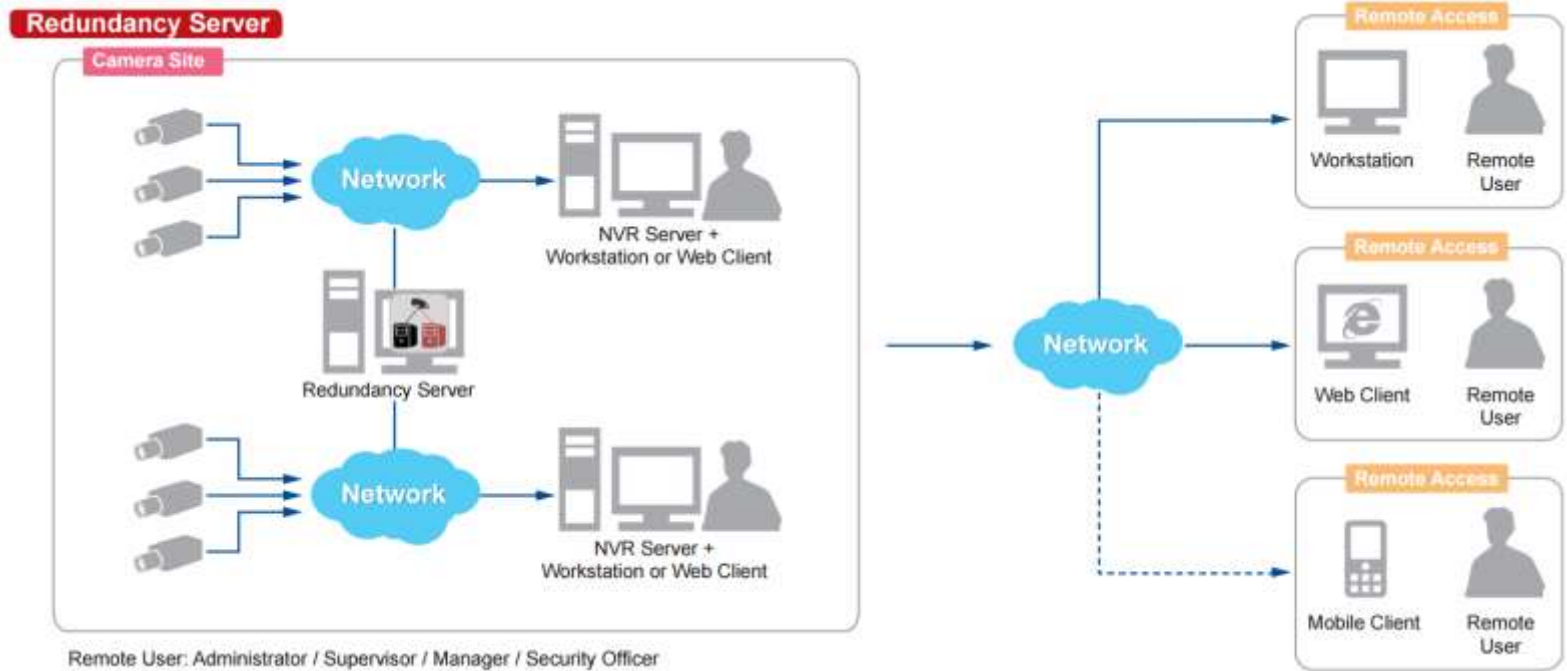 Redundancy Server
Camera Site
Network
NVR Server +
Workstation or Web Client
Redundancy Server
Network
NVR Server +
Workstation or Web Client
Remote User: Administrator / Supervisor / Manager / Security Officer
Network
Remote Access
Workstation
Remote
User
Remote Access
Web Client
Remote
User
Remote Access
Mobile Client
Remote
User